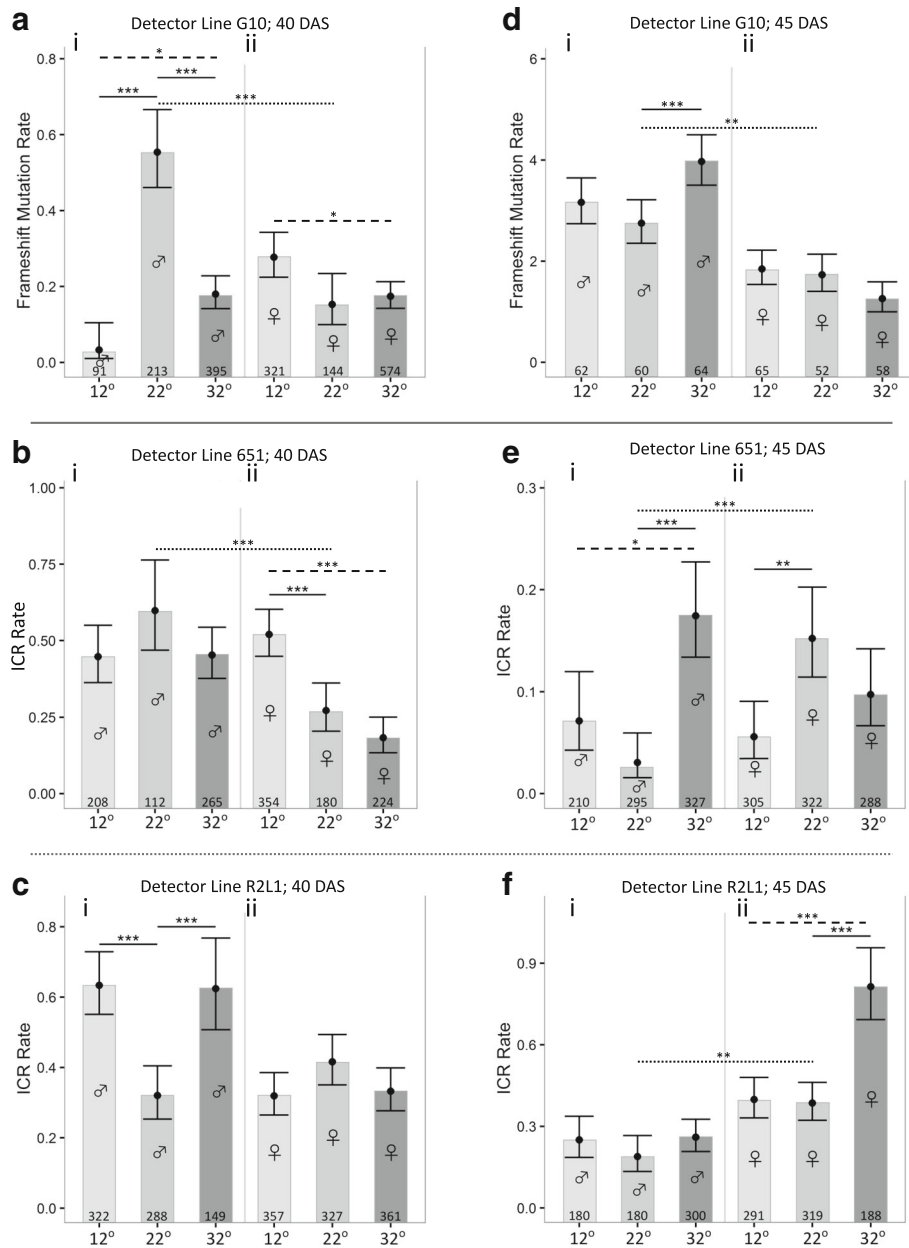 a
Detector Line G10; 40 DAS
i
ii
Frameshift Mutation Rate
0.8
0.6
0.4
0.2
0.0
*
***
***
***
*
♂ ♂ ♂ ♀ ♀ ♀
91 213 395 321 144 574
12° 22° 32° 12° 22° 32°
d
Detector Line G10; 45 DAS
i
ii
Frameshift Mutation Rate
6
4
2
0
***
**
♂ ♂ ♂ ♀ ♀ ♀
62 60 64 65 52 58
12° 22° 32° 12° 22° 32°
b
Detector Line 651; 40 DAS
i
ii
ICR Rate
1.00
0.75
0.50
0.25
0.00
***
***
***
♂ ♂ ♂ ♀ ♀ ♀
208 112 265 354 180 224
12° 22° 32° 12° 22° 32°
e
Detector Line 651; 45 DAS
i
ii
ICR Rate
0.3
0.2
0.1
0.0
***
***
*
**
♂ ♂ ♂ ♀ ♀ ♀
210 295 327 305 322 288
12° 22° 32° 12° 22° 32°
c
Detector Line R2L1; 40 DAS
i
ii
ICR Rate
0.8
0.6
0.4
0.2
0.0
***
***
♂ ♂ ♂ ♀ ♀ ♀
322 288 149 357 327 361
12° 22° 32° 12° 22° 32°
f
Detector Line R2L1; 45 DAS
i
ii
ICR Rate
0.9
0.6
0.3
0.0
***
***
**
♂ ♂ ♂ ♀ ♀ ♀
180 180 300 291 319 188
12° 22° 32° 12° 22° 32°